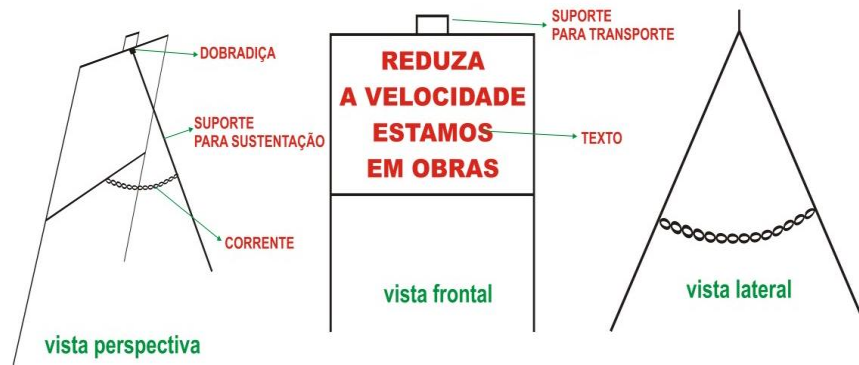 DOBRADIÇA
SUPORTE
PARA SUSTENTAÇÃO
CORRENTE
vista perspectiva
SUPORTE
PARA TRANSPORTE
REDUZA
A VELOCIDADE
ESTAMOS
EM OBRAS
TEXTO
vista frontal
vista lateral